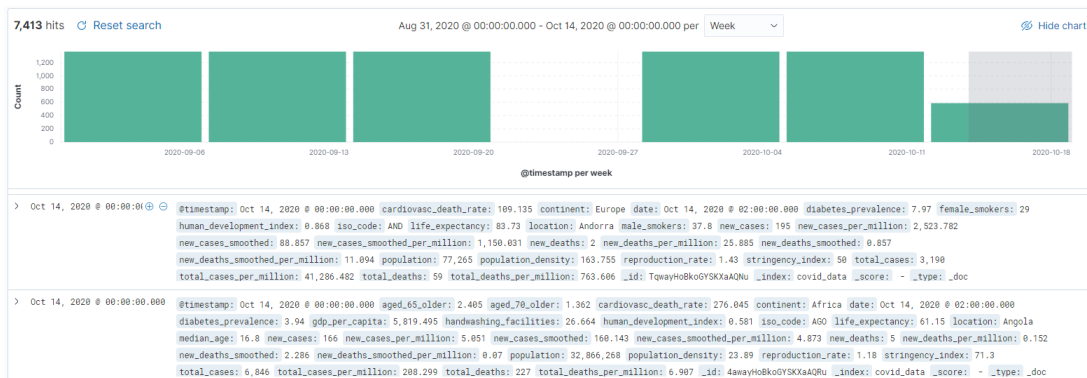 7,413 hits Reset search Aug 31, 2020 @ 00:00:00.000 - Oct 14, 2020 @ 00:00:00.000 per Week Hide chart
1,200
1,000
800
600
400
200
0
Count
2020-09-06 2020-09-13 2020-09-20 2020-09-27 2020-10-04 2020-10-11 2020-10-18
@timestamp per week
Oct 14, 2020 @ 00:00:0 @timestamp: Oct 14, 2020 @ 00:00:00.000 cardiovasc_death_rate: 109.135 continent: Europe date: Oct 14, 2020 @ 02:00:00.000 diabetes_prevalence: 7.97 female_smokers: 29
human_development_index: 0.868 iso_code: AND life_expectancy: 83.73 location: Andorra male_smokers: 37.8 new_cases: 195 new_cases_per_million: 2,523.782
new_cases_smoothed: 88.857 new_cases_smoothed_per_million: 1,150.031 new_deaths: 2 new_deaths_per_million: 25.885 new_deaths_smoothed: 0.857
new_deaths_smoothed_per_million: 11.094 population: 77,265 population_density: 163.755 reproduction_rate: 1.43 stringency_index: 50 total_cases: 3,190
total_cases_per_million: 41,286.482 total_deaths: 59 total_deaths_per_million: 763.606 _id: TqwayHoBkoGYSKXaAQNu _index: covid_data _score: - _type: _doc
Oct 14, 2020 @ 00:00:00.000 @timestamp: Oct 14, 2020 @ 00:00:00.000 aged_65_older: 2.405 aged_70_older: 1.362 cardiovasc_death_rate: 276.045 continent: Africa date: Oct 14, 2020 @ 02:00:00.000
diabetes_prevalence: 3.94 gdp_per_capita: 5,819.495 handwashing_facilities: 26.664 human_development_index: 0.581 iso_code: AGO life_expectancy: 61.15 location: Angola
median_age: 16.8 new_cases: 166 new_cases_per_million: 5.051 new_cases_smoothed: 160.143 new_cases_smoothed_per_million: 4.873 new_deaths: 5 new_deaths_per_million: 0.152
new_deaths_smoothed: 2.286 new_deaths_smoothed_per_million: 0.07 population: 32,866,268 population_density: 23.89 reproduction_rate: 1.18 stringency_index: 71.3
total_cases: 6,846 total_cases_per_million: 208.299 total_deaths: 227 total_deaths_per_million: 6.907 _id: 4awayHoBkoGYSKXaAQRu _index: covid_data _score: - _type: _doc